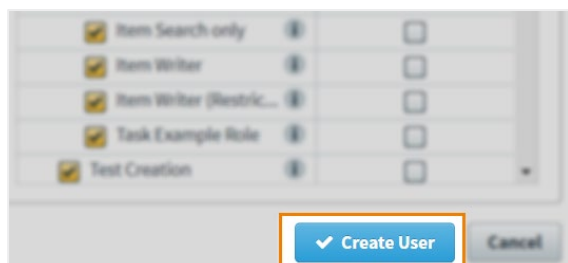 Item Search only
Item Writer
Item Writer (Restric...
Task Example Role
Test Creation
Create User Cancel